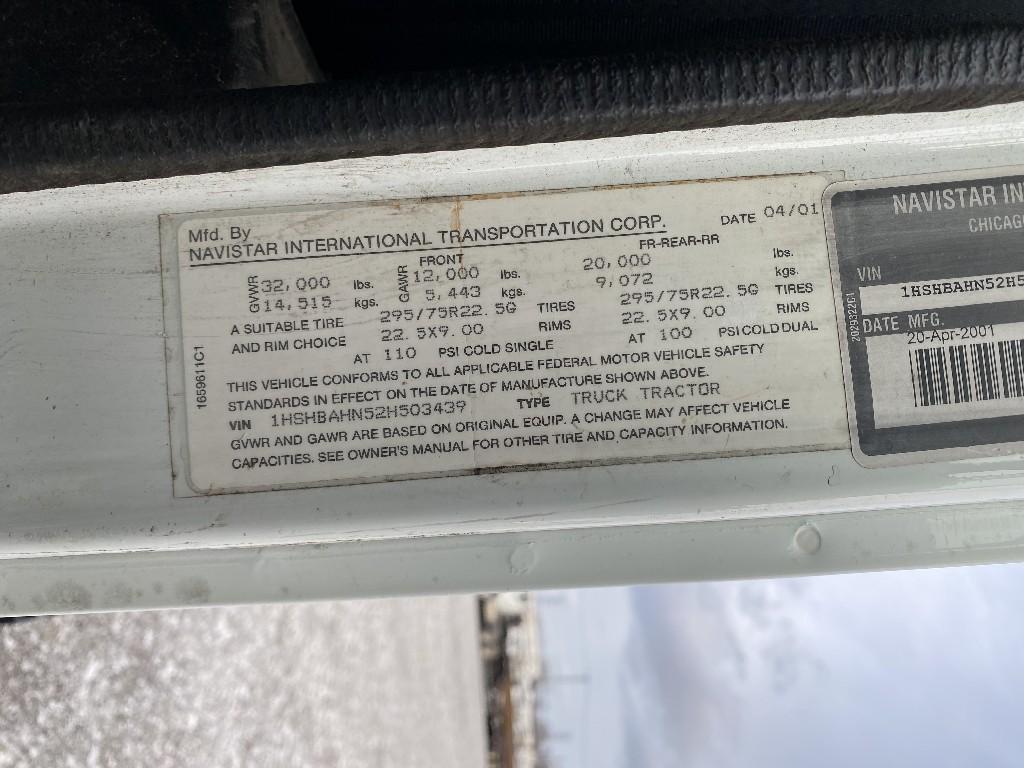 Mfd. By
NAVISTAR INTERNATIONAL TRANSPORTATION CORP. DATE 04/01
FRONT FR-REAR-RR
GVWR 32,000 lbs. GAWR 12,000 lbs. 20,000 lbs.
14,515 kgs. 5,443 kgs. 9,072 kgs.
A SUITABLE TIRE 295/75R22.5G TIRES 295/75R22.5G TIRES
AND RIM CHOICE 22.5X9.00 RIMS 22.5X9.00 RIMS
AT 110 PSI COLD SINGLE AT 100 PSI COLD DUAL
THIS VEHICLE CONFORMS TO ALL APPLICABLE FEDERAL MOTOR VEHICLE SAFETY
STANDARDS IN EFFECT ON THE DATE OF MANUFACTURE SHOWN ABOVE.
VIN 1HSHBAHN52H503439 TYPE TRUCK TRACTOR
GVWR AND GAWR ARE BASED ON ORIGINAL EQUIP. A CHANGE MAY AFFECT VEHICLE
CAPACITIES. SEE OWNER'S MANUAL FOR OTHER TIRE AND CAPACITY INFORMATION.
1659611C1
NAVISTAR IN
CHICAG
VIN
1HSHBAHN52H5
DATE MFG.
20-Apr-2001